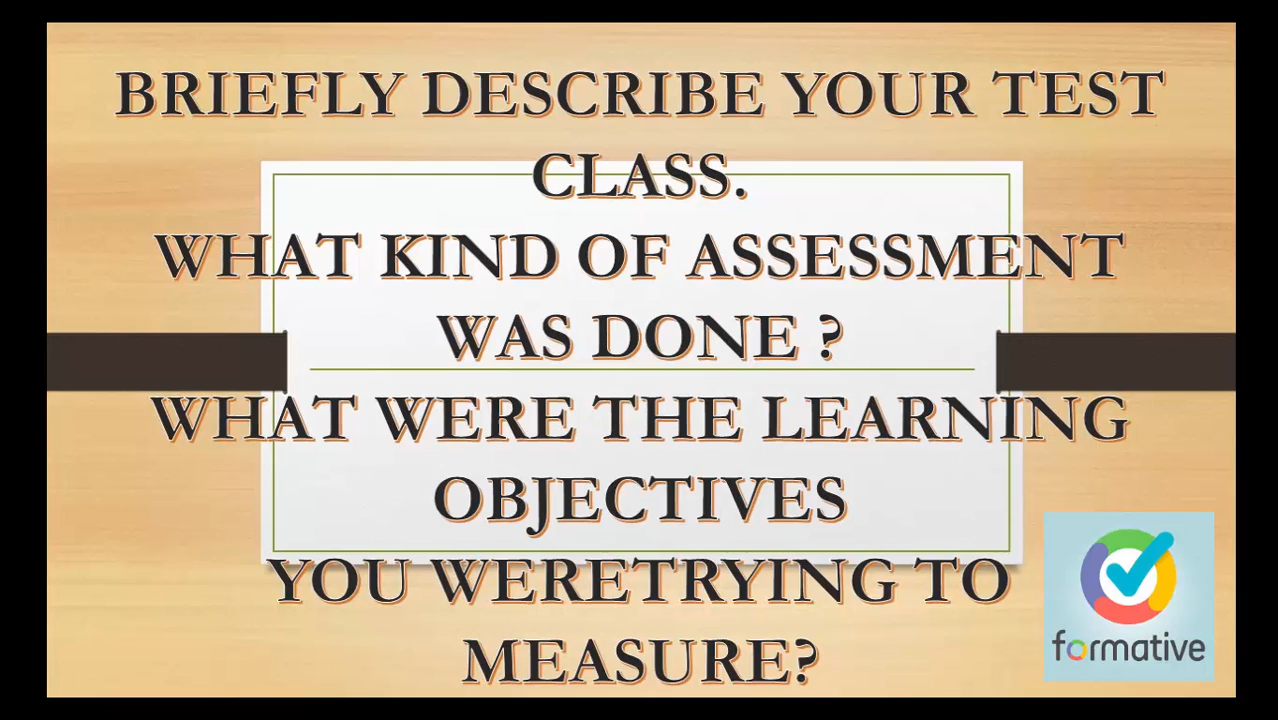 BRIEFLY DESCRIBE YOUR TEST
CLASS.
WHAT KIND OF ASSESSMENT
WAS DONE ?
WHAT WERE THE LEARNING
OBJECTIVES
YOU WERETRYING TO
MEASURE?
formative